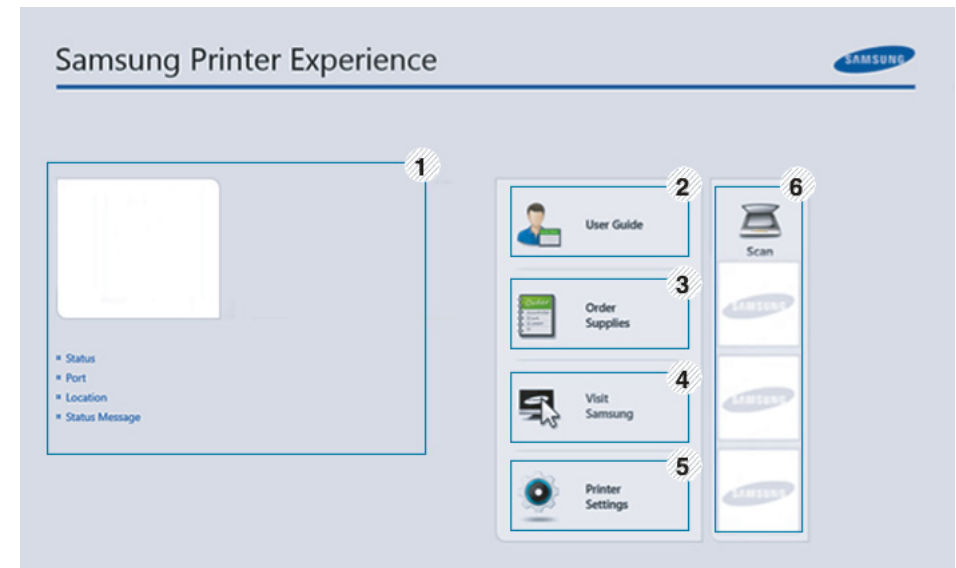 Samsung Printer Experience
SAMSUNG
1
Status
Port
Location
Status Message
2
User Guide
3
Order
Order
Supplies
4
Visit
Samsung
5
Printer
Settings
6
Scan
SAMSUNG
SAMSUNG
SAMSUNG